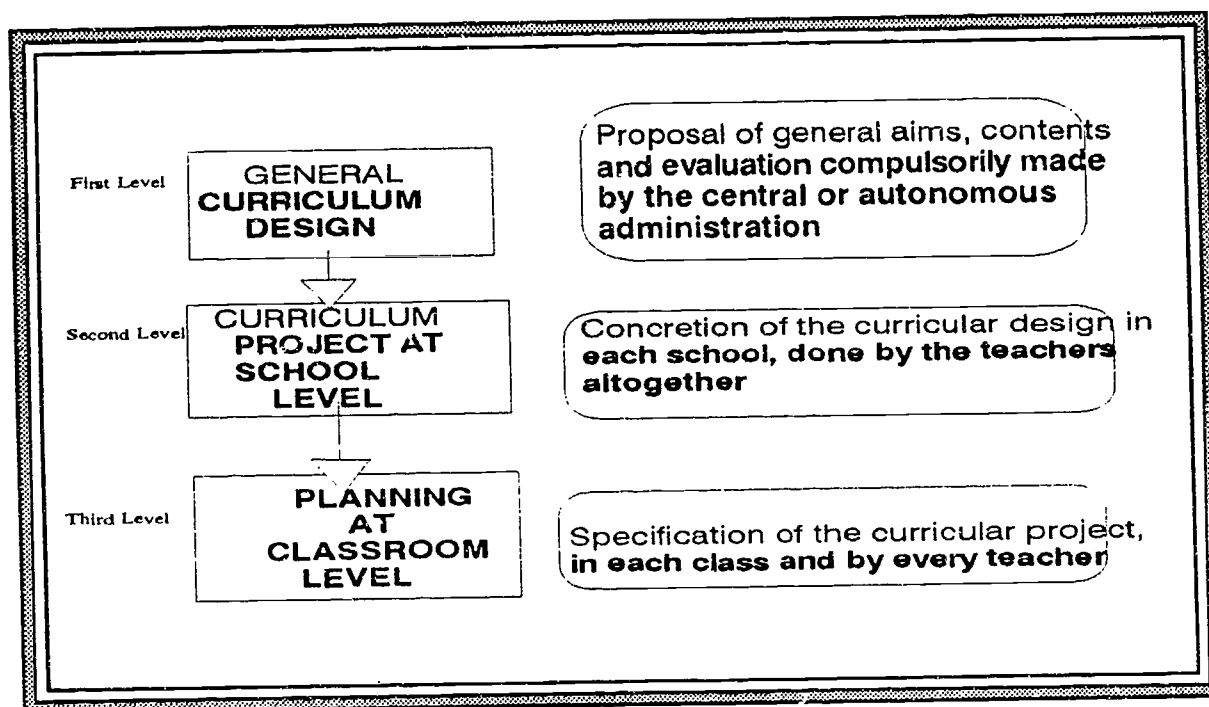 First Level
GENERAL
CURRICULUM
DESIGN
Proposal of general aims, contents
and evaluation compulsorily made
by the central or autonomous
administration
Second Level
CURRICULUM
PROJECT AT
SCHOOL
LEVEL
Concretion of the curricular design in
each school, done by the teachers
altogether
Third Level
PLANNING
AT
CLASSROOM
LEVEL
Specification of the curricular project,
in each class and by every teacher